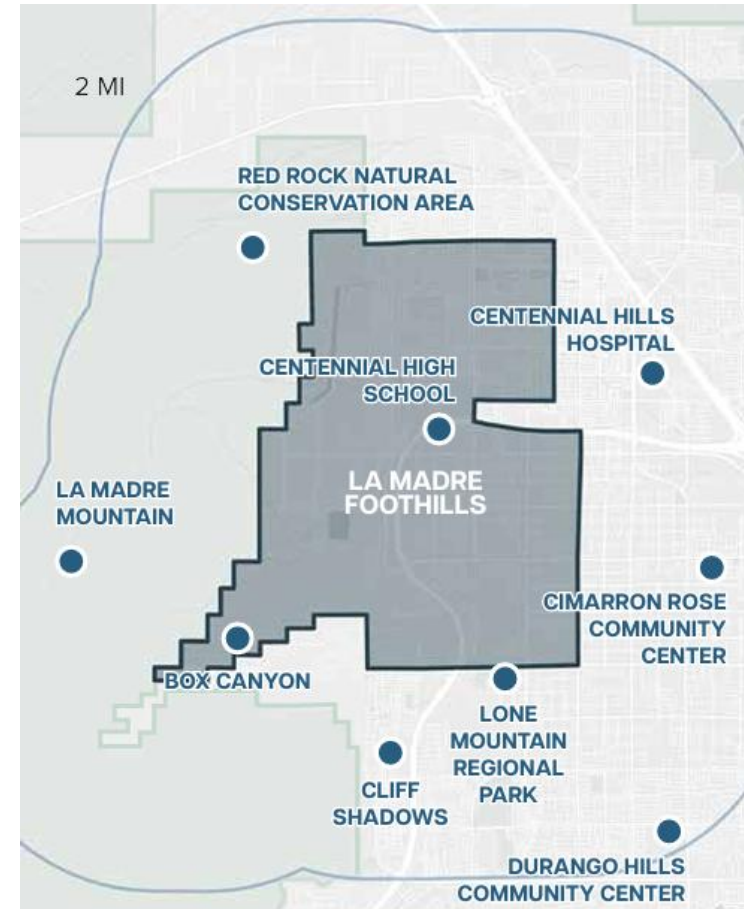 2 MI
RED ROCK NATURAL
CONSERVATION AREA
CENTENNIAL HILLS
HOSPITAL
CENTENNIAL HIGH
SCHOOL
LA MADRE
FOOTHILLS
LA MADRE
MOUNTAIN
CIMARRON ROSE
COMMUNITY
CENTER
BOX CANYON
LONE
MOUNTAIN
REGIONAL
PARK
CLIFF
SHADOWS
DURANGO HILLS
COMMUNITY CENTER